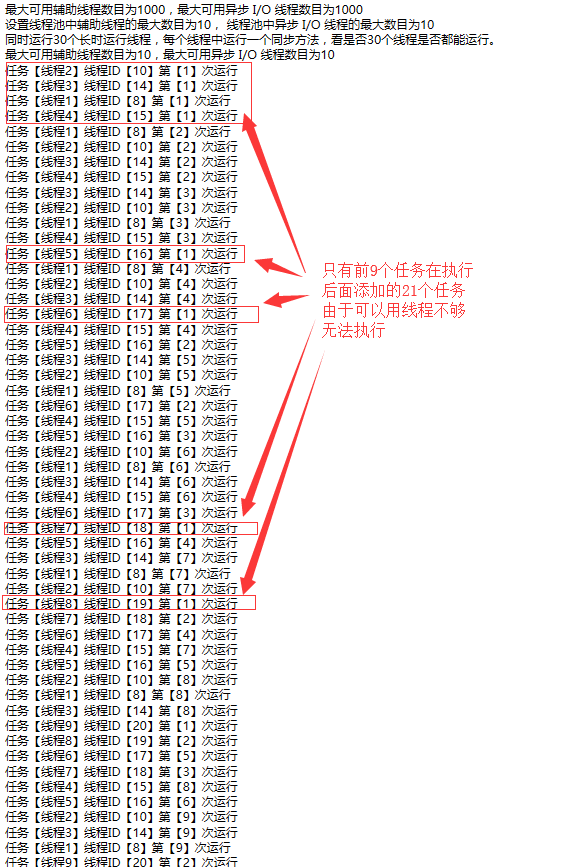 最大可用辅助线程数目为1000，最大可用异步 I/O 线程数目为1000
设置线程池中辅助线程的最大数目为10， 线程池中异步 I/O 线程的最大数目为10
同时运行30个长时运行线程，每个线程中运行一个同步方法，看是否30个线程是否都能运行。
最大可用辅助线程数目为10，最大可用异步 I/O 线程数目为10
任务【线程2】线程ID【10】第【1】次运行
任务【线程3】线程ID【14】第【1】次运行
任务【线程1】线程ID【8】第【1】次运行
任务【线程4】线程ID【15】第【1】次运行
任务【线程1】线程ID【8】第【2】次运行
任务【线程2】线程ID【10】第【2】次运行
任务【线程3】线程ID【14】第【2】次运行
任务【线程4】线程ID【15】第【2】次运行
任务【线程3】线程ID【14】第【3】次运行
任务【线程2】线程ID【10】第【3】次运行
任务【线程1】线程ID【8】第【3】次运行
任务【线程4】线程ID【15】第【3】次运行
任务【线程5】线程ID【16】第【1】次运行
任务【线程1】线程ID【8】第【4】次运行
任务【线程2】线程ID【10】第【4】次运行
任务【线程3】线程ID【14】第【4】次运行
任务【线程6】线程ID【17】第【1】次运行
任务【线程4】线程ID【15】第【4】次运行
任务【线程5】线程ID【16】第【2】次运行
任务【线程3】线程ID【14】第【5】次运行
任务【线程2】线程ID【10】第【5】次运行
任务【线程1】线程ID【8】第【5】次运行
任务【线程6】线程ID【17】第【2】次运行
任务【线程4】线程ID【15】第【5】次运行
任务【线程5】线程ID【16】第【3】次运行
任务【线程2】线程ID【10】第【6】次运行
任务【线程1】线程ID【8】第【6】次运行
任务【线程3】线程ID【14】第【6】次运行
任务【线程4】线程ID【15】第【6】次运行
任务【线程6】线程ID【17】第【3】次运行
任务【线程7】线程ID【18】第【1】次运行
任务【线程5】线程ID【16】第【4】次运行
任务【线程3】线程ID【14】第【7】次运行
任务【线程1】线程ID【8】第【7】次运行
任务【线程2】线程ID【10】第【7】次运行
任务【线程8】线程ID【19】第【1】次运行
任务【线程7】线程ID【18】第【2】次运行
任务【线程6】线程ID【17】第【4】次运行
任务【线程4】线程ID【15】第【7】次运行
任务【线程5】线程ID【16】第【5】次运行
任务【线程2】线程ID【10】第【8】次运行
任务【线程1】线程ID【8】第【8】次运行
任务【线程3】线程ID【14】第【8】次运行
任务【线程9】线程ID【20】第【1】次运行
任务【线程8】线程ID【19】第【2】次运行
任务【线程6】线程ID【17】第【5】次运行
任务【线程7】线程ID【18】第【3】次运行
任务【线程4】线程ID【15】第【8】次运行
任务【线程5】线程ID【16】第【6】次运行
任务【线程2】线程ID【10】第【9】次运行
任务【线程3】线程ID【14】第【9】次运行
任务【线程1】线程ID【8】第【9】次运行
任务【线程9】线程ID【20】第【2】次运行
只有前9个任务在执行
后面添加的21个任务
由于可以用线程不够
无法执行